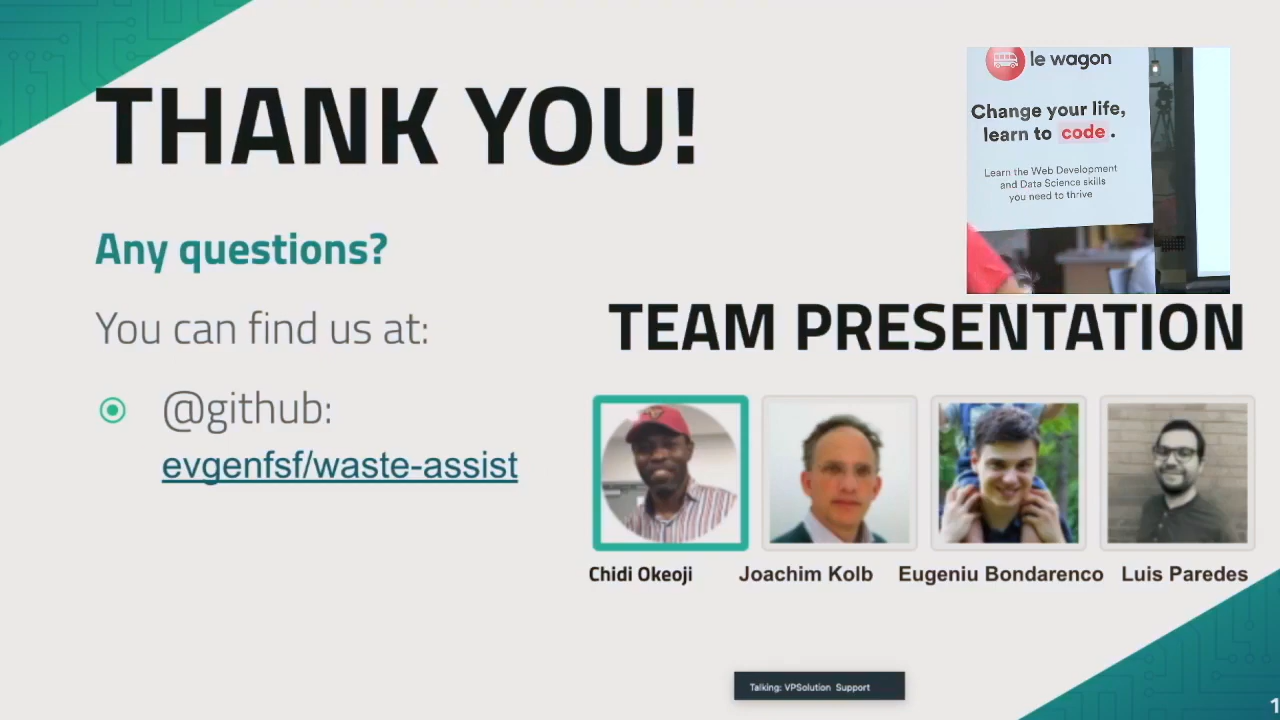 THANK YOU!
Any questions?
You can find us at:
@github:
evgenfsf/waste-assist
le wagon
Change your life,
learn to code.
Learn the Web Development
and Data Science skills
you need to thrive
TEAM PRESENTATION
Chidi Okeoji
Joachim Kolb
Eugeniu Bondarenco
Luis Paredes
Talking: VPSolution Support
1